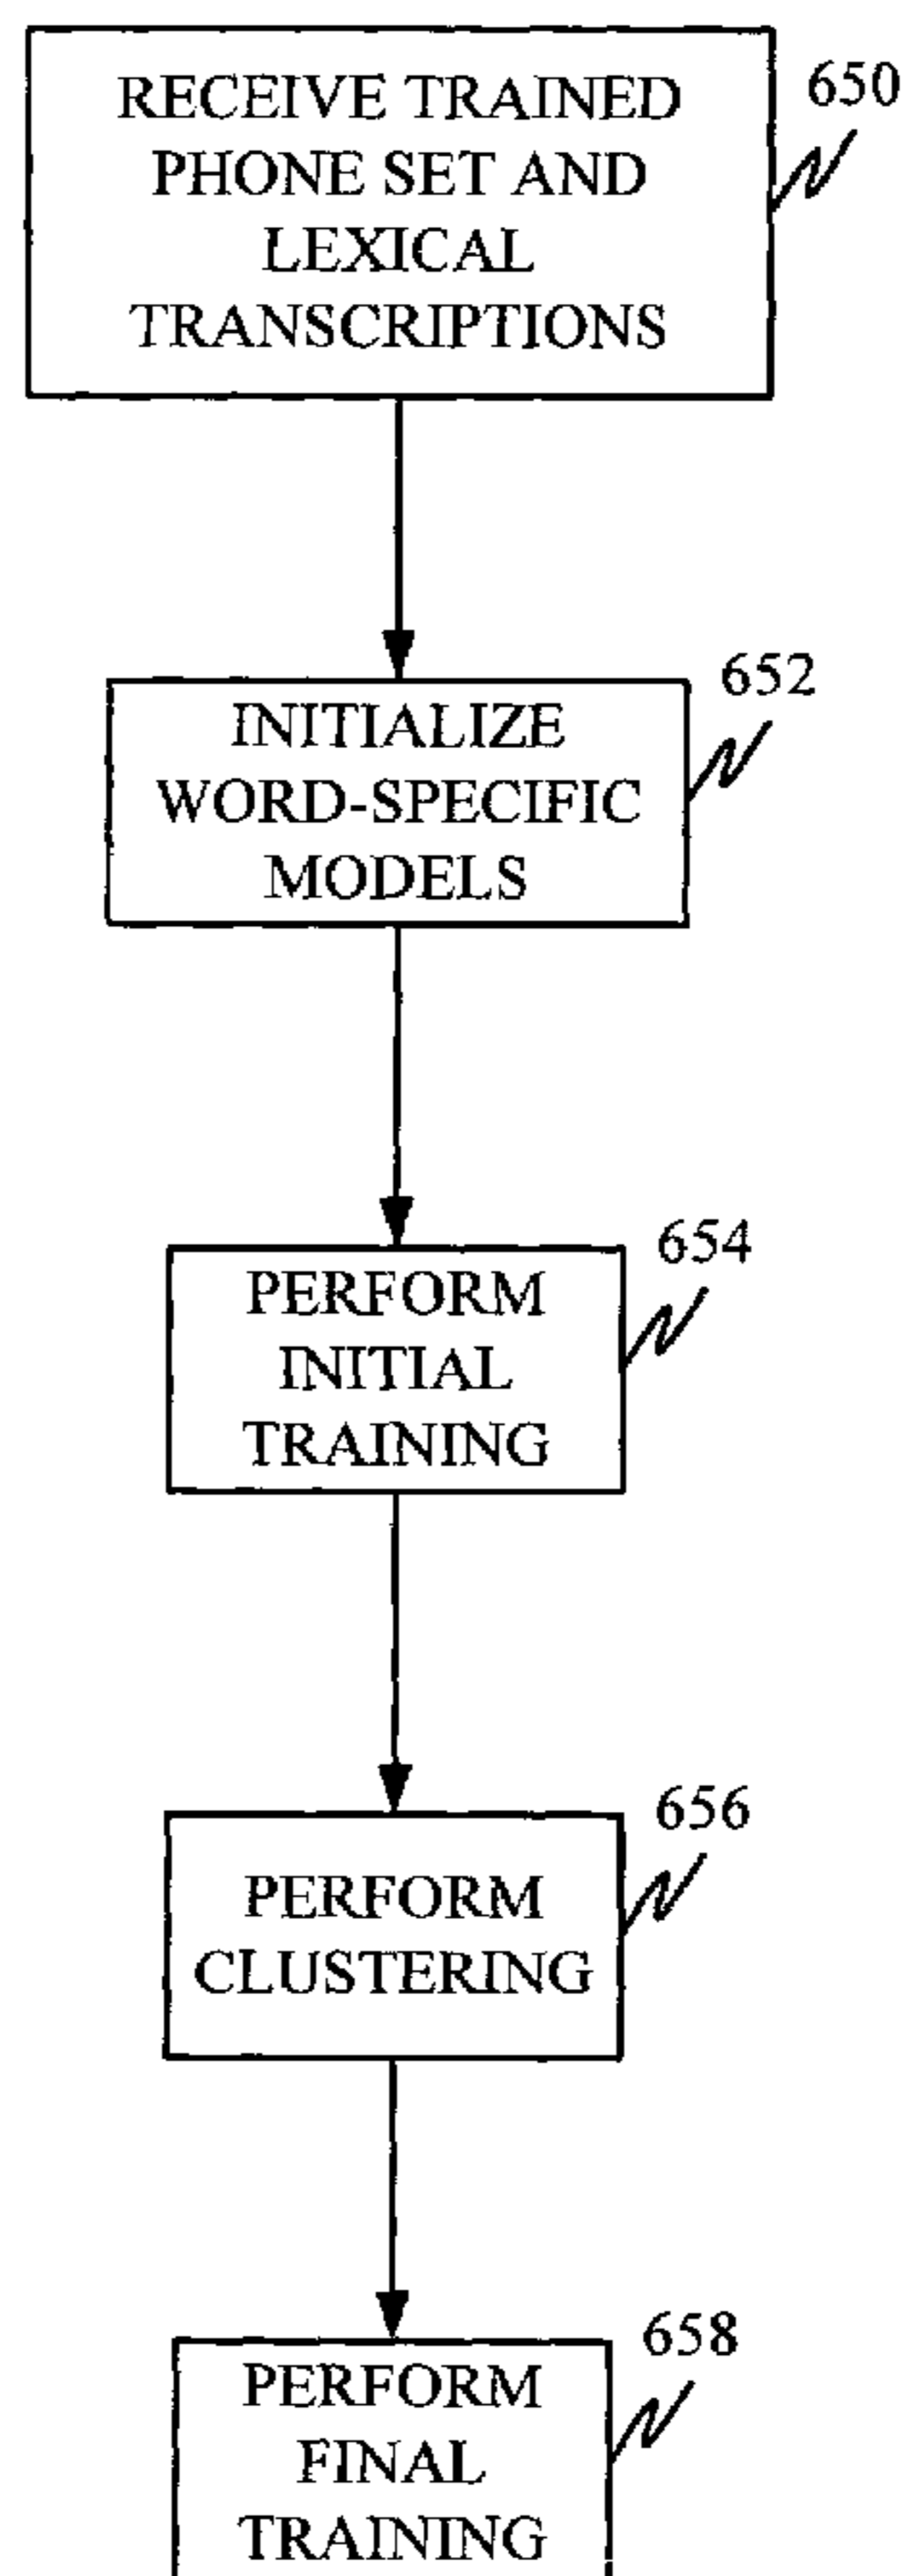 RECEIVE TRAINED
PHONE SET AND
LEXICAL
TRANSCRIPTIONS
650
INITIALIZE
WORD-SPECIFIC
MODELS
652
PERFORM
INITIAL
TRAINING
654
PERFORM
CLUSTERING
656
PERFORM
FINAL
TRAINING
658